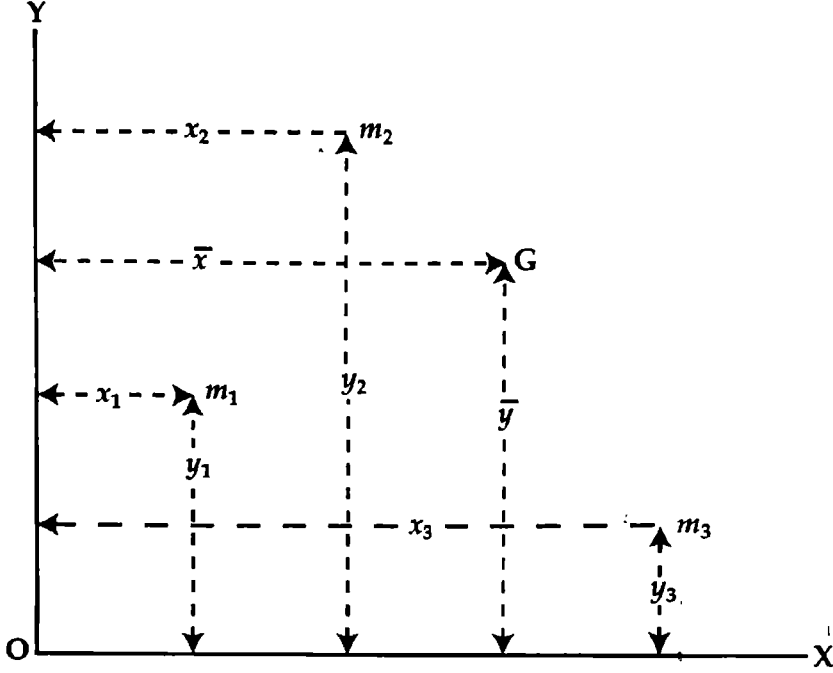 Y
x₂ m₂
x̅ G
y₂
x₁ m₁
y̅
y₁
x₃ m₃
y₃
O X